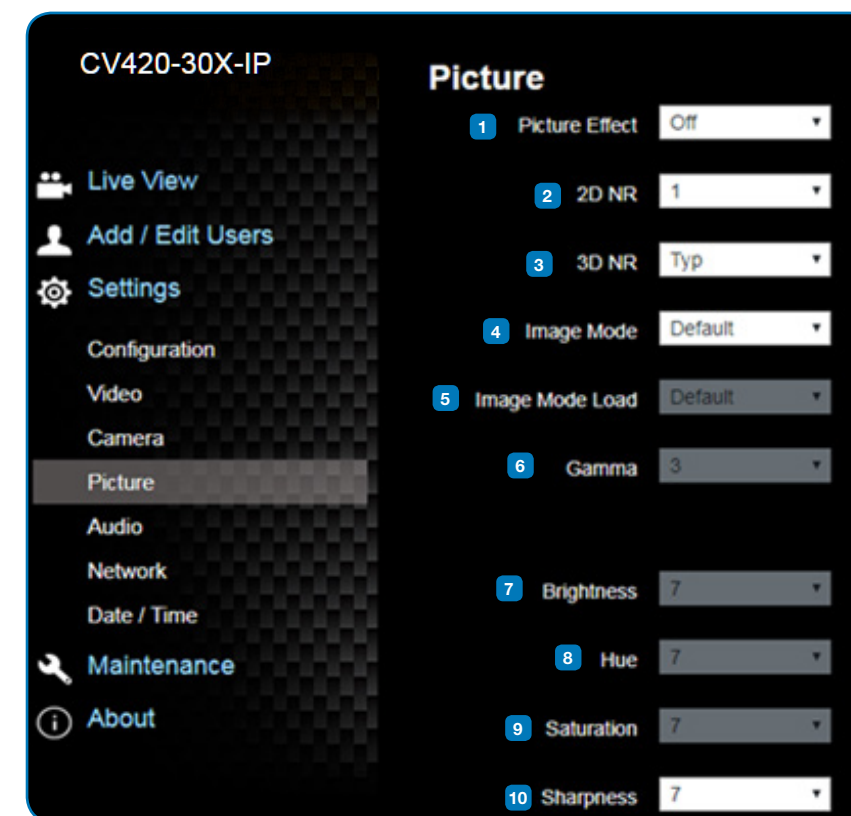 CV420-30X-IP
Live View
Add / Edit Users
Settings
Configuration
Video
Camera
Picture
Audio
Network
Date / Time
Maintenance
About
Picture
1 Picture Effect Off
2 2D NR 1
3 3D NR Typ
4 Image Mode Default
5 Image Mode Load Default
6 Gamma 3
7 Brightness 7
8 Hue 7
9 Saturation 7
10 Sharpness 7